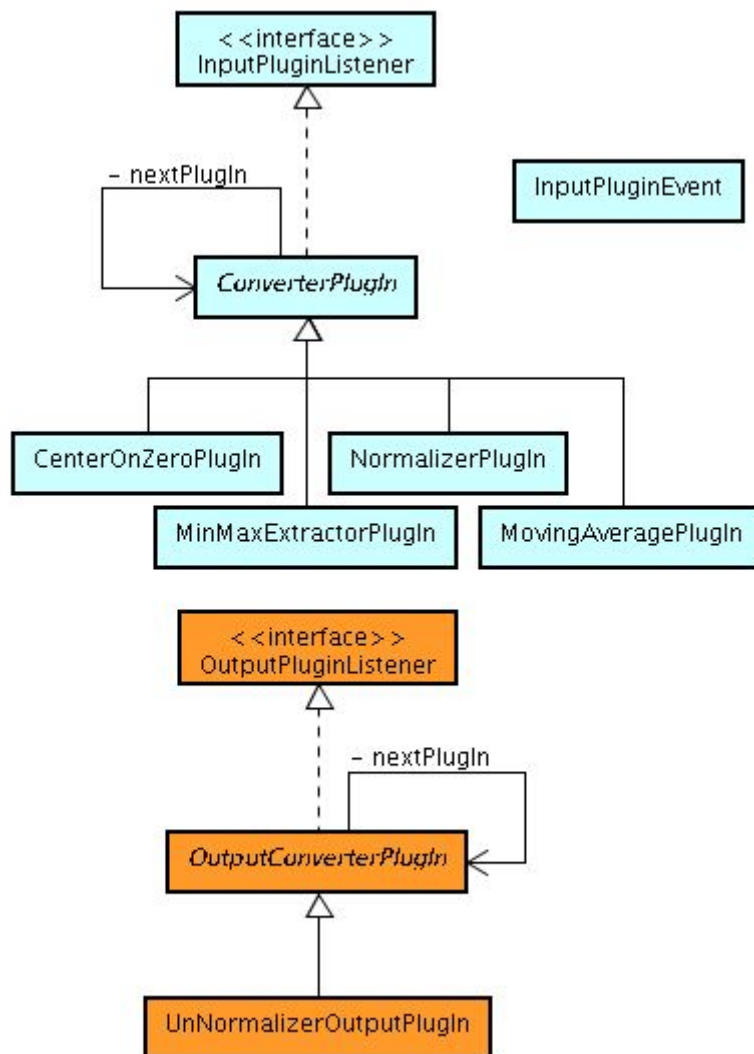 <<interface>>
InputPluginListener
- nextPlugIn
InputPluginEvent
ConverterPlugIn
CenterOnZeroPlugIn
NormalizerPlugIn
MinMaxExtractorPlugIn
MovingAveragePlugIn
<<interface>>
OutputPluginListener
- nextPlugIn
OutputConverterPlugIn
UnNormalizerOutputPlugIn